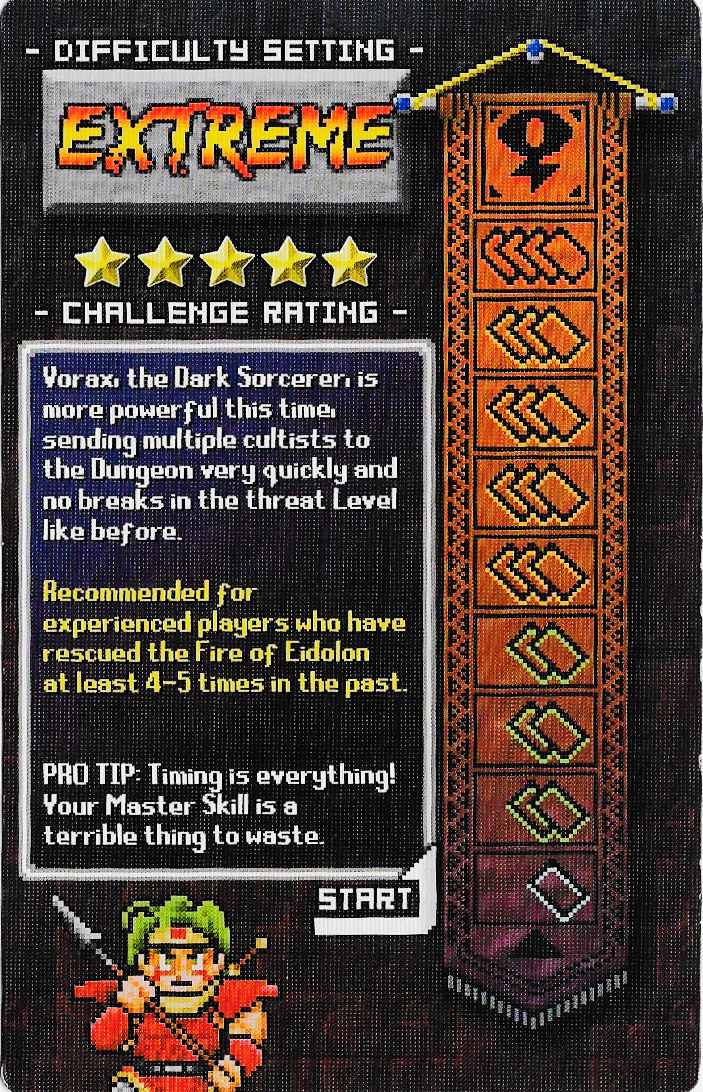 - DIFFICULTY SETTING -
EXTREME
- CHALLENGE RATING -
Vorax, the Dark Sorcerer, is
more powerful this time,
sending multiple cultists to
the Dungeon very quickly and
no breaks in the threat Level
like before.
Recommended for
experienced players who have
rescued the Fire of Eidolon
at least 4-5 times in the past.
PRO TIP: Timing is everything!
Your Master Skill is a
terrible thing to waste.
START